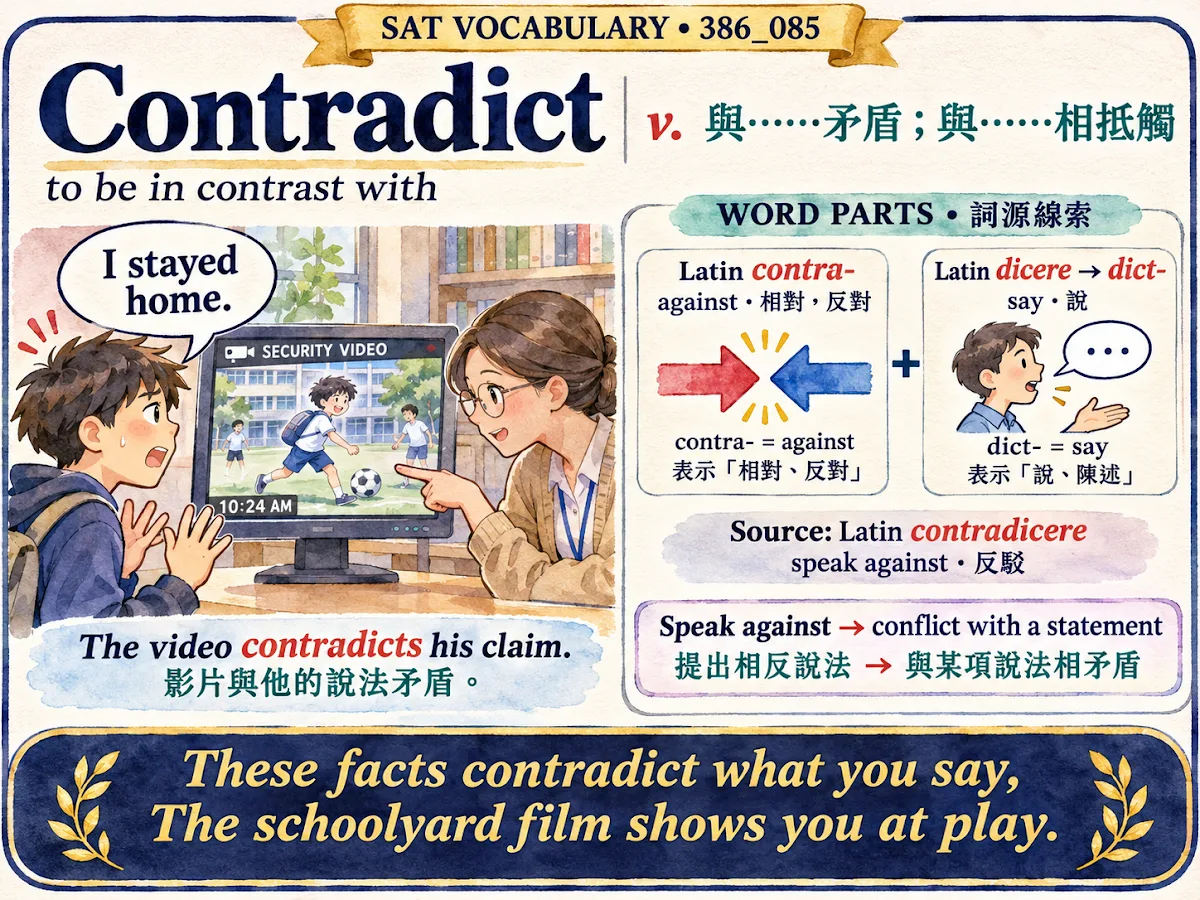 SAT VOCABULARY • 386_085
Contradict
to be in contrast with
v. 與……矛盾；與……相抵觸
I stayed
home.
SECURITY VIDEO
10:24 AM
The video contradicts his claim.
影片與他的說法矛盾。
WORD PARTS • 詞源線索
Latin contra-
against · 相對，反對
contra- = against
表示「相對、反對」
+
Latin dicere → dict-
say · 說
...
dict- = say
表示「說、陳述」
Source: Latin contradicere
speak against · 反駁
Speak against → conflict with a statement
提出相反說法 → 與某項說法相矛盾
These facts contradict what you say,
The schoolyard film shows you at play.